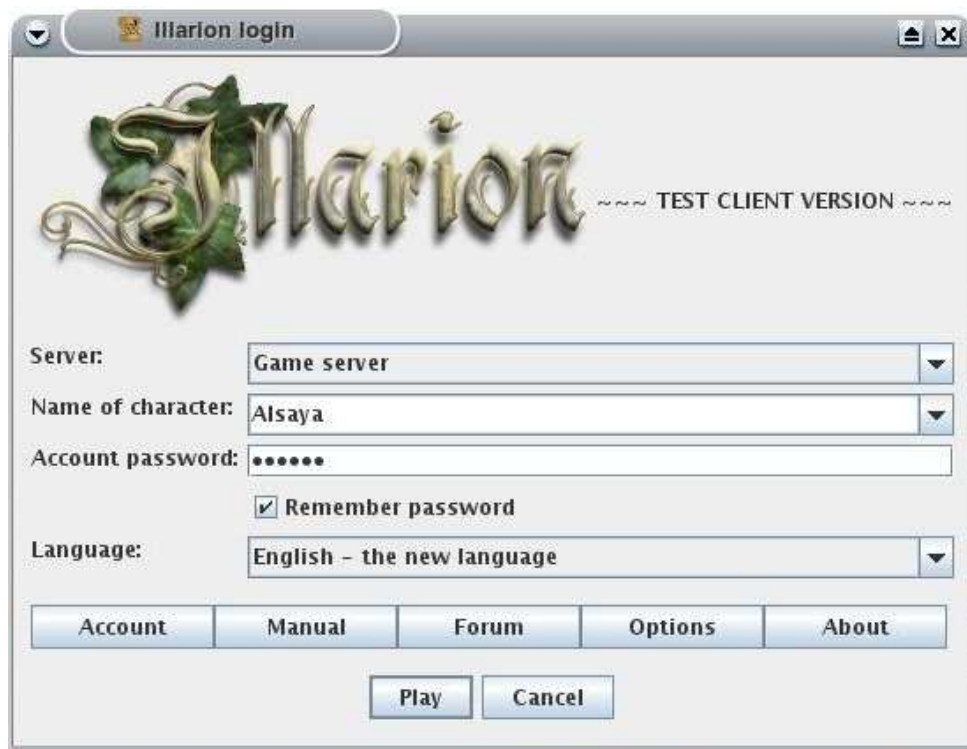 Illarion login
Illarion
~~~ TEST CLIENT VERSION ~~~
Server: Game server
Name of character: Alsaya
Account password: ••••••
Remember password
Language: English - the new language
Account Manual Forum Options About
Play Cancel